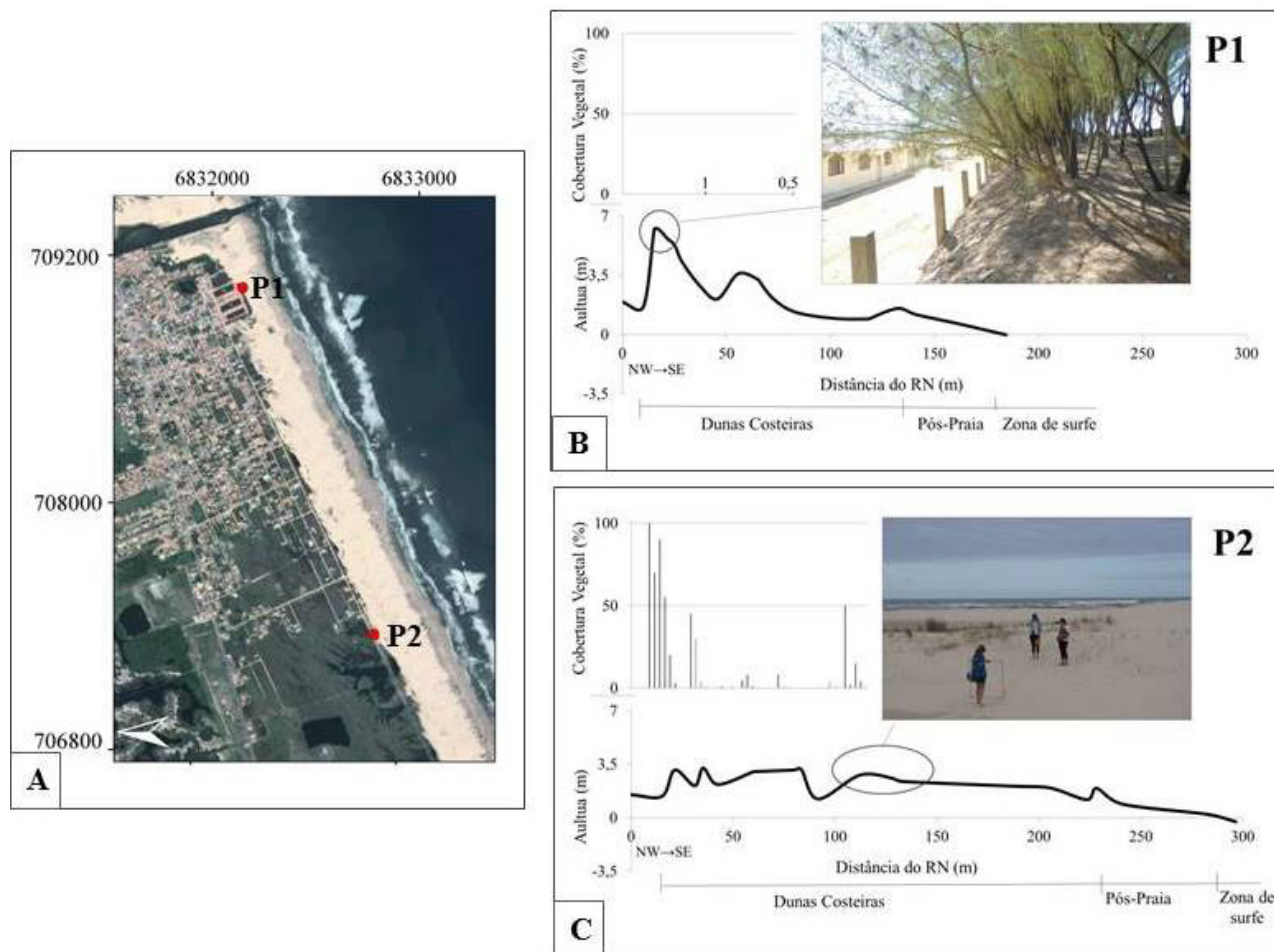 6832000 6833000
709200
P1
708000
P2
706800
A
P1
Cobertura Vegetal (%)
100
50
0
1 0,5
Aultua (m)
7
3,5
0
-3,5
0 50 100 150 200 250 300
NW→SE
Distância do RN (m)
Dunas Costeiras Pós-Praia Zona de surfe
B
P2
Cobertura Vegetal (%)
100
50
0
Aultua (m)
7
3,5
0
-3,5
0 50 100 150 200 250 300
NW→SE
Distância do RN (m)
Dunas Costeiras Pós-Praia Zona de
surfe
C